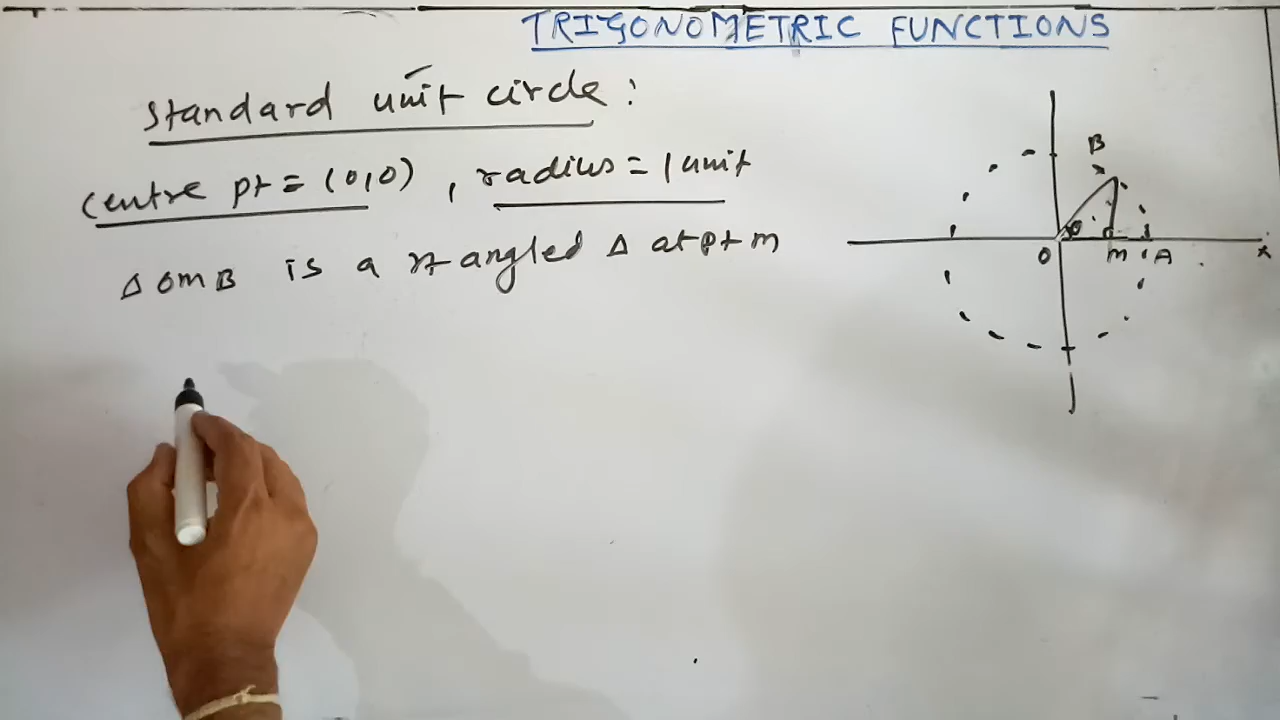 TRIGONOMETRIC FUNCTIONS
standard unit circle :
centre pt = (0,0) , radius = 1 unit
Δ OMB is a rt angled Δ at pt M
B
θ
O
M
A
x